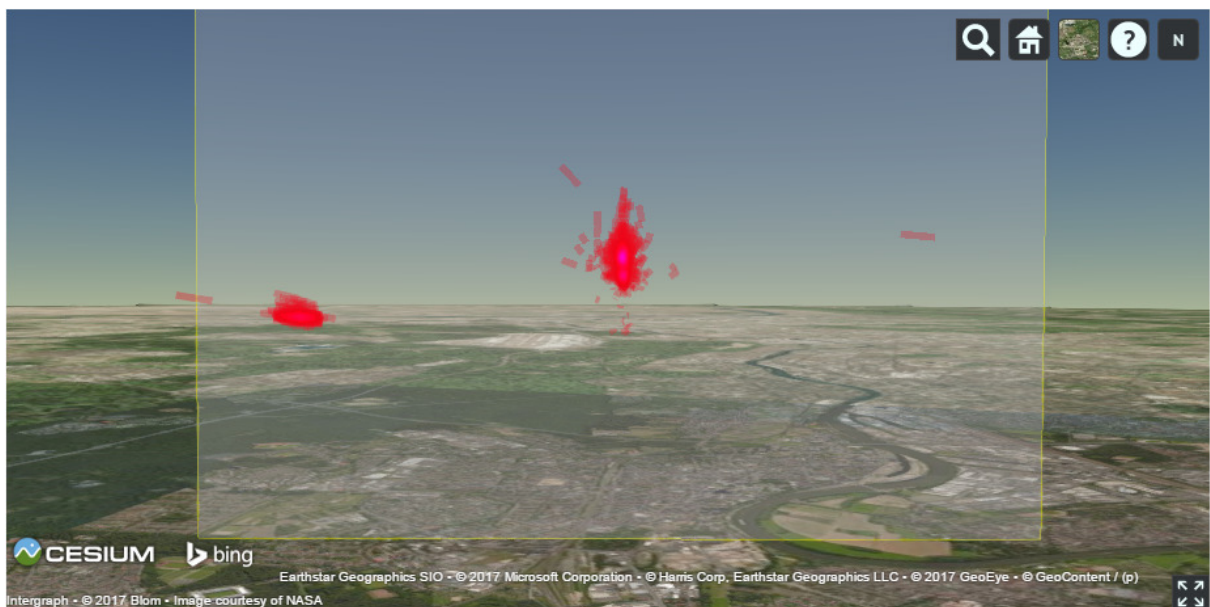 ?
N
CESIUM
bing
Earthstar Geographics SIO - © 2017 Microsoft Corporation - © Harris Corp, Earthstar Geographics LLC - © 2017 GeoEye - © GeoContent / (p)
Intergraph - © 2017 Blom - Image courtesy of NASA